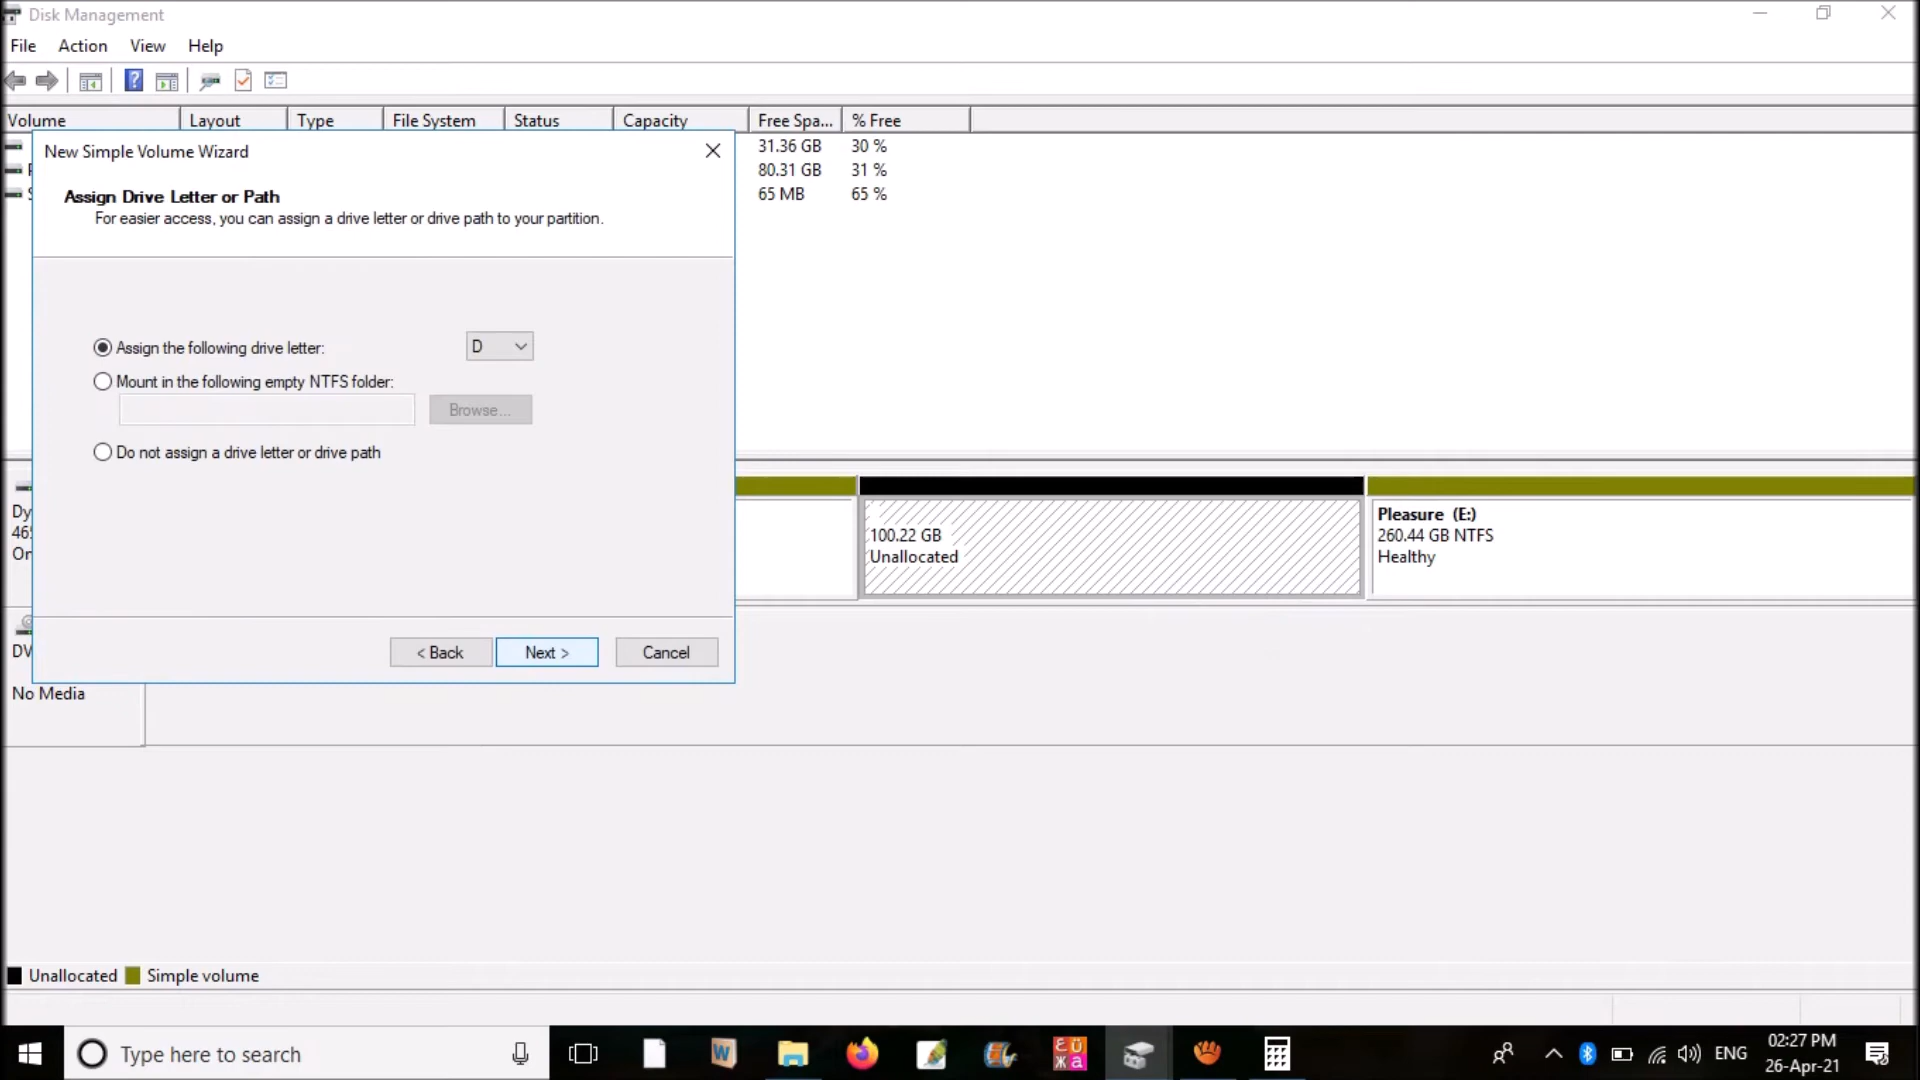 Disk Management
File Action View Help
Volume Layout Type File System Status Capacity Free Spa... % Free
31.36 GB 30 %
80.31 GB 31 %
65 MB 65 %
New Simple Volume Wizard
Assign Drive Letter or Path
For easier access, you can assign a drive letter or drive path to your partition.
Assign the following drive letter: D
Mount in the following empty NTFS folder:
Browse...
Do not assign a drive letter or drive path
< Back Next > Cancel
Dy
On
DV
No Media
100.22 GB
Unallocated
Pleasure (E:)
260.44 GB NTFS
Healthy
Unallocated Simple volume
Type here to search
ENG
02:27 PM
26-Apr-21